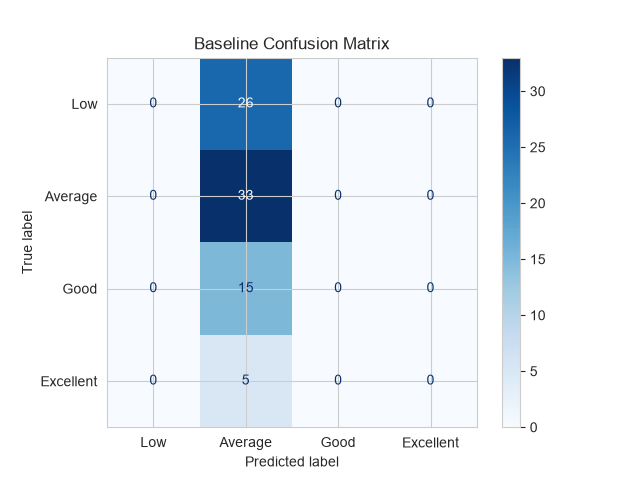 Baseline Confusion Matrix
True label
Low 0 26 0 0
Average 0 33 0 0
Good 0 15 0 0
Excellent 0 5 0 0
Low Average Good Excellent
Predicted label
30
25
20
15
10
5
0